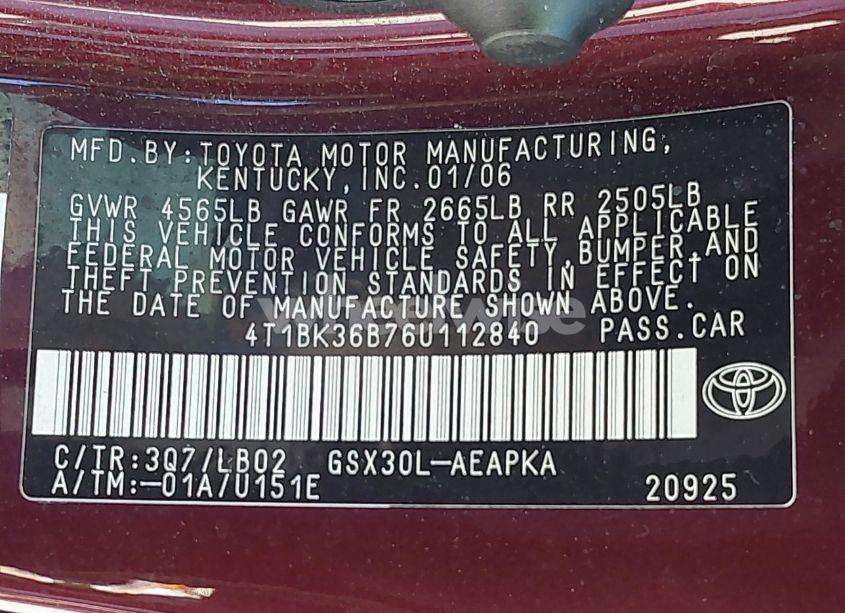 MFD.BY:TOYOTA MOTOR MANUFACTURING,
KENTUCKY,INC.01/06
GVWR 4565LB GAWR FR 2665LB RR 2505LB
THIS VEHICLE CONFORMS TO ALL APPLICABLE
FEDERAL MOTOR VEHICLE SAFETY,BUMPER,AND
THEFT PREVENTION STANDARDS IN EFFECT ON
THE DATE OF MANUFACTURE SHOWN ABOVE.
4T1BK36B76U112840 PASS.CAR
C/TR:3Q7/LB02 GSX30L-AEAPKA
A/TM:-01A/U151E 20925